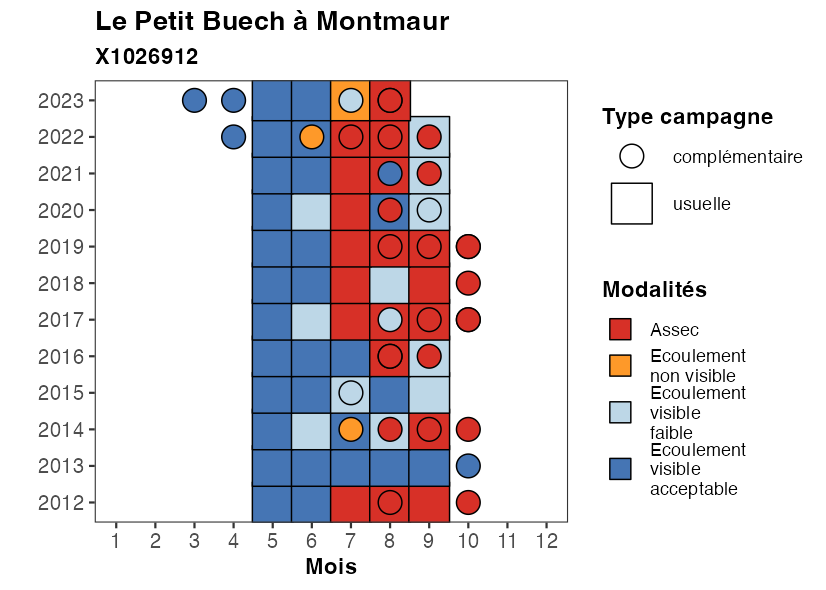 Le Petit Buech à Montmaur
X1026912
2023
2022
2021
2020
2019
2018
2017
2016
2015
2014
2013
2012
1 2 3 4 5 6 7 8 9 10 11 12
Mois
Type campagne
complémentaire
usuelle
Modalités
Assec
Ecoulement
non visible
Ecoulement
visible
faible
Ecoulement
visible
acceptable